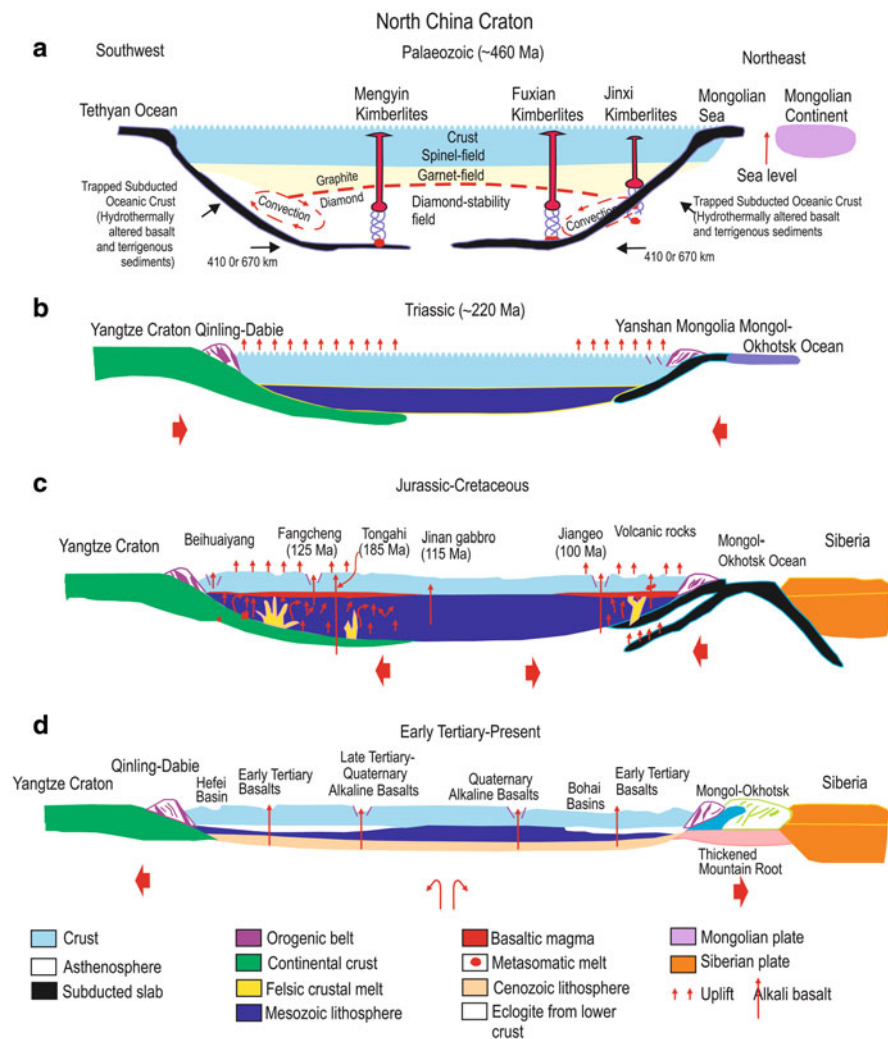 North China Craton
a
Southwest
Palaeozoic (~460 Ma)
Northeast
Tethyan Ocean
Mengyin
Kimberlites
Fuxian
Kimberlites
Jinxi
Kimberlites
Mongolian
Sea
Mongolian
Continent
Crust
Spinel-field
Graphite
Garnet-field
Diamond
Diamond-stability
field
Convection
Convection
Sea level
Trapped Subducted
Oceanic Crust
(Hydrothermally
altered basalt
and terrigenous
sediments)
Trapped Subducted Oceanic Crust
(Hydrothermally altered basalt
and terrigenous sediments
410 0r 670 km
410 0r 670 km
b
Triassic (~220 Ma)
Yangtze Craton Qinling-Dabie
Yanshan Mongolia Mongol-
Okhotsk Ocean
c
Jurassic-Cretaceous
Yangtze Craton
Beihuaiyang
Fangcheng
(125 Ma)
Tongahi
(185 Ma)
Jinan gabbro
(115 Ma)
Jiangeo
(100 Ma)
Volcanic rocks
Mongol-
Okhotsk Ocean
Siberia
d
Early Tertiary-Present
Yangtze Craton
Qinling-Dabie
Hefei
Basin
Early Tertiary
Basalts
Late Tertiary-
Quaternary
Alkaline Basalts
Quaternary
Alkaline Basalts
Bohai
Basins
Early Tertiary
Basalts
Mongol-Okhotsk
Siberia
Thickened
Mountain Root
Crust
Asthenosphere
Subducted slab
Orogenic belt
Continental crust
Felsic crustal melt
Mesozoic lithosphere
Basaltic magma
Metasomatic melt
Cenozoic lithosphere
Eclogite from lower
crust
Mongolian plate
Siberian plate
Uplift
Alkali basalt